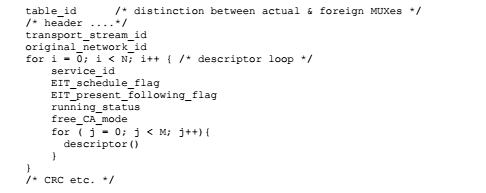 table_id /* distinction between actual & foreign MUXes */
/* header ....*/
transport_stream_id
original_network_id
for i = 0; i < N; i++ { /* descriptor loop */
service_id
EIT_schedule_flag
EIT_present_following_flag
running_status
free_CA_mode
for ( j = 0; j < M; j++){
descriptor()
}
}
/* CRC etc. */